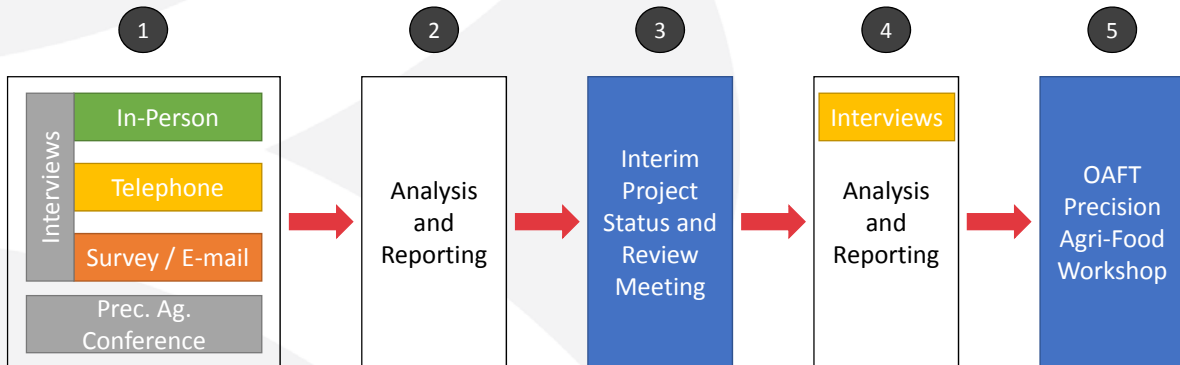 1
2
3
4
5
Interviews
In-Person
Telephone
Survey / E-mail
Prec. Ag.
Conference
Analysis
and
Reporting
Interim
Project
Status and
Review
Meeting
Interviews
Analysis
and
Reporting
OAFT
Precision
Agri-Food
Workshop